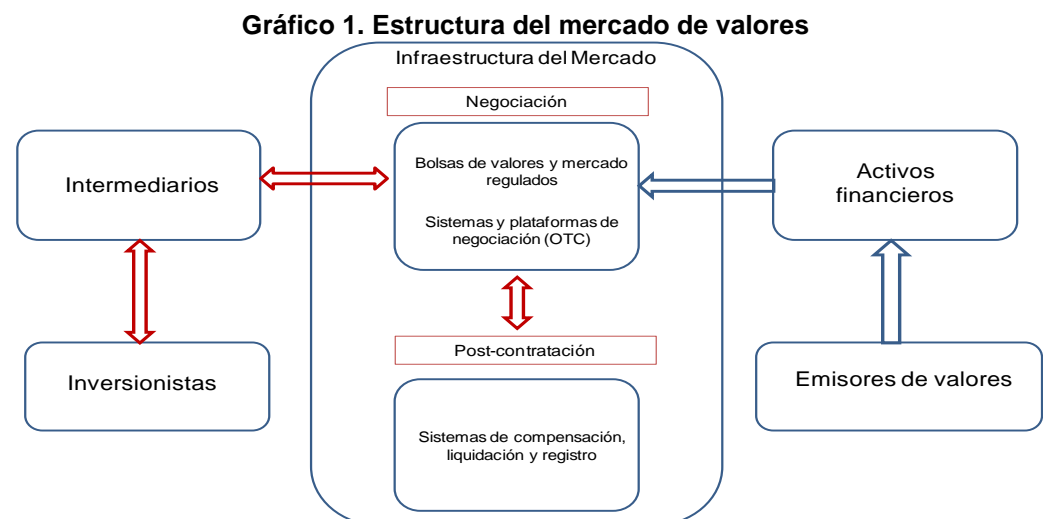 Gráfico 1. Estructura del mercado de valores
Infraestructura del Mercado
Negociación
Intermediarios
Bolsas de valores y mercado
regulados
Sistemas y plataformas de
negociación (OTC)
Activos
financieros
Post-contratación
Inversionistas
Emisores de valores
Sistemas de compensación,
liquidación y registro